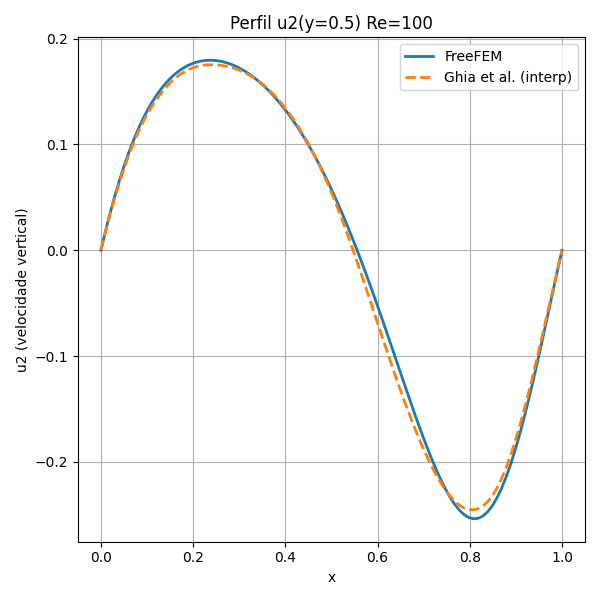 Perfil u2(y=0.5) Re=100
FreeFEM
Ghia et al. (interp)
0.2
0.1
0.0
−0.1
−0.2
u2 (velocidade vertical)
0.0 0.2 0.4 0.6 0.8 1.0
x